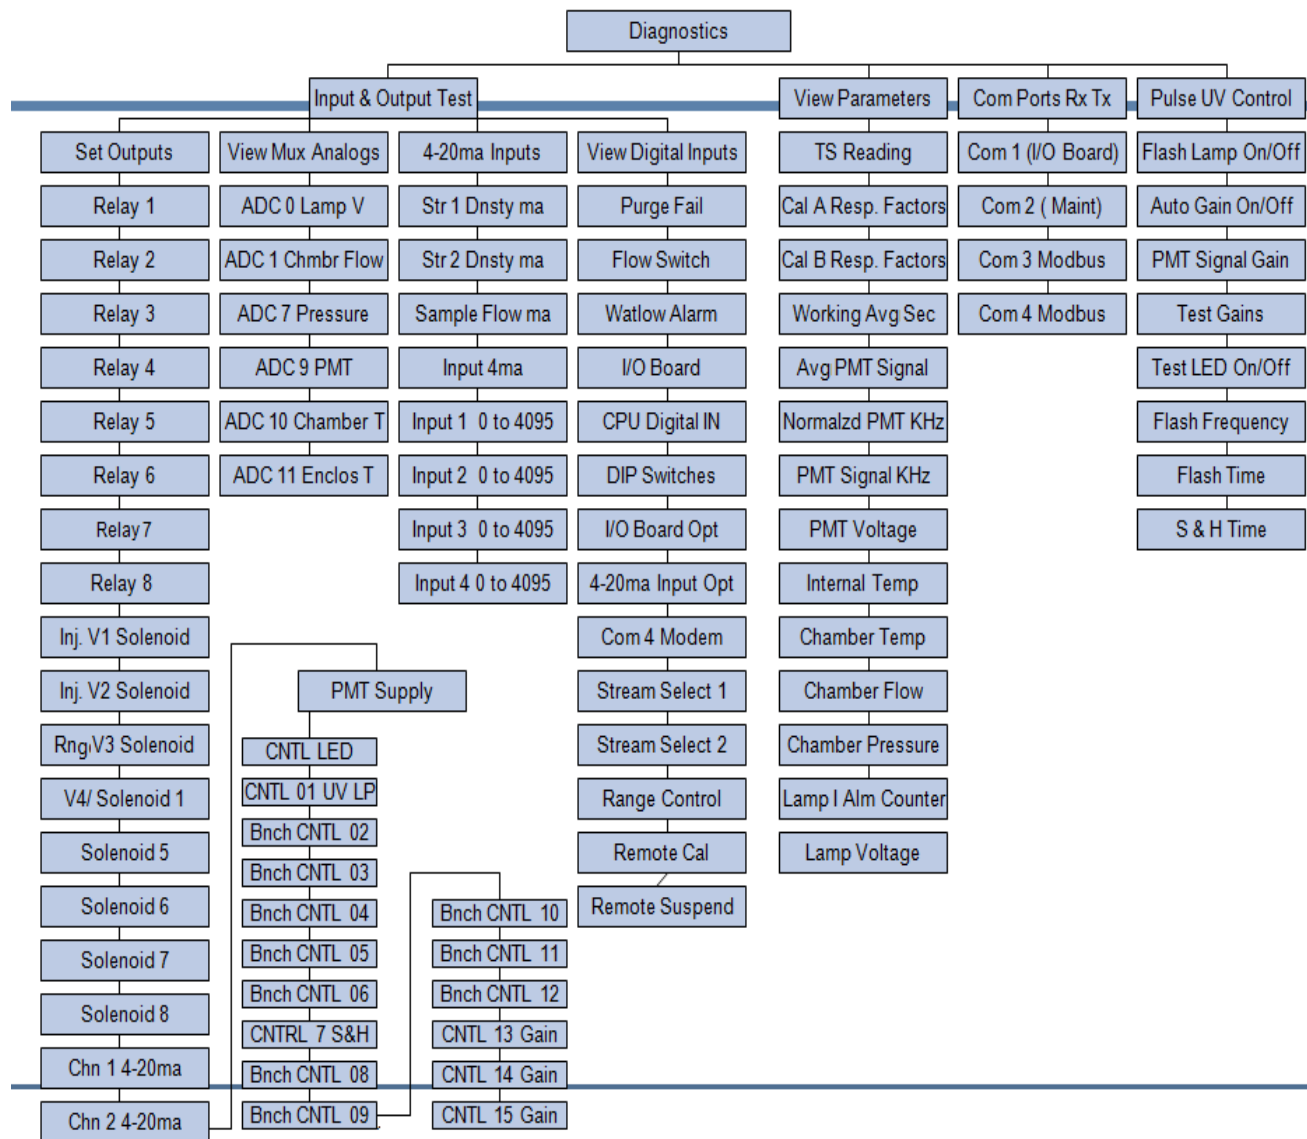 Diagnostics
Input & Output Test
View Parameters
Com Ports Rx Tx
Pulse UV Control
Set Outputs
Relay 1
Relay 2
Relay 3
Relay 4
Relay 5
Relay 6
Relay 7
Relay 8
Inj. V1 Solenoid
Inj. V2 Solenoid
Rng V3 Solenoid
V4/ Solenoid 1
Solenoid 5
Solenoid 6
Solenoid 7
Solenoid 8
Chn 1 4-20ma
Chn 2 4-20ma
PMT Supply
CNTL LED
CNTL 01 UV LP
Bnch CNTL 02
Bnch CNTL 03
Bnch CNTL 04
Bnch CNTL 05
Bnch CNTL 06
CNTRL 7 S&H
Bnch CNTL 08
Bnch CNTL 09
Bnch CNTL 10
Bnch CNTL 11
Bnch CNTL 12
CNTL 13 Gain
CNTL 14 Gain
CNTL 15 Gain
View Mux Analogs
ADC 0 Lamp V
ADC 1 Chmbr Flow
ADC 7 Pressure
ADC 9 PMT
ADC 10 Chamber T
ADC 11 Enclos T
4-20ma Inputs
Str 1 Dnsty ma
Str 2 Dnsty ma
Sample Flow ma
Input 4ma
Input 1 0 to 4095
Input 2 0 to 4095
Input 3 0 to 4095
Input 4 0 to 4095
View Digital Inputs
Purge Fail
Flow Switch
Watlow Alarm
I/O Board
CPU Digital IN
DIP Switches
I/O Board Opt
4-20ma Input Opt
Com 4 Modem
Stream Select 1
Stream Select 2
Range Control
Remote Cal
Remote Suspend
TS Reading
Cal A Resp. Factors
Cal B Resp. Factors
Working Avg Sec
Avg PMT Signal
Normalzd PMT KHz
PMT Signal KHz
PMT Voltage
Internal Temp
Chamber Temp
Chamber Flow
Chamber Pressure
Lamp I Alm Counter
Lamp Voltage
Com 1 (I/O Board)
Com 2 ( Maint)
Com 3 Modbus
Com 4 Modbus
Flash Lamp On/Off
Auto Gain On/Off
PMT Signal Gain
Test Gains
Test LED On/Off
Flash Frequency
Flash Time
S & H Time